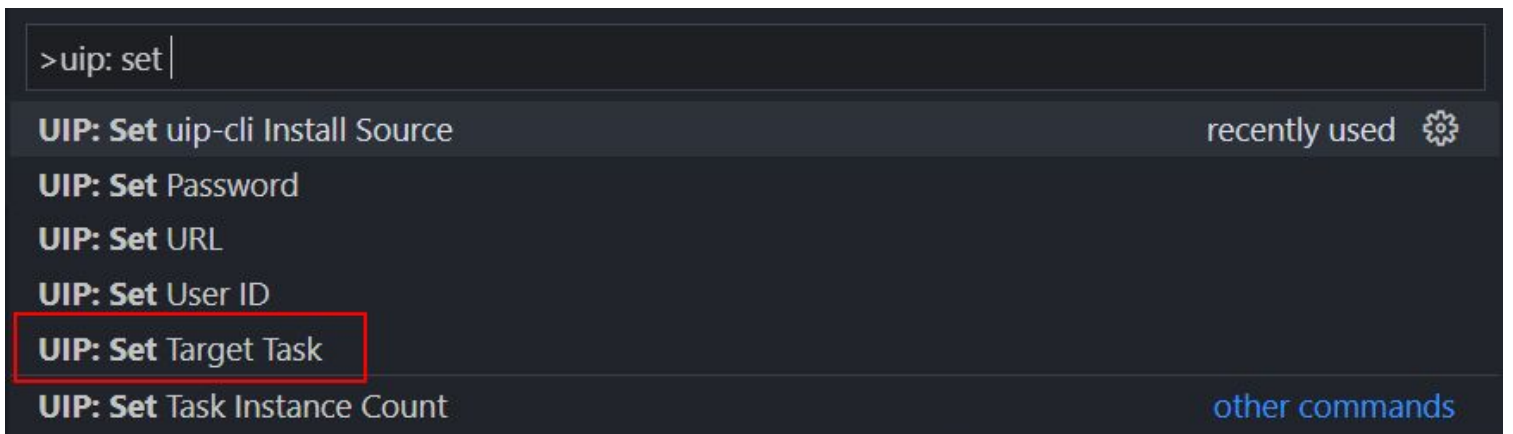 >uip: set
UIP: Set uip-cli Install Source recently used
UIP: Set Password
UIP: Set URL
UIP: Set User ID
UIP: Set Target Task
UIP: Set Task Instance Count other commands